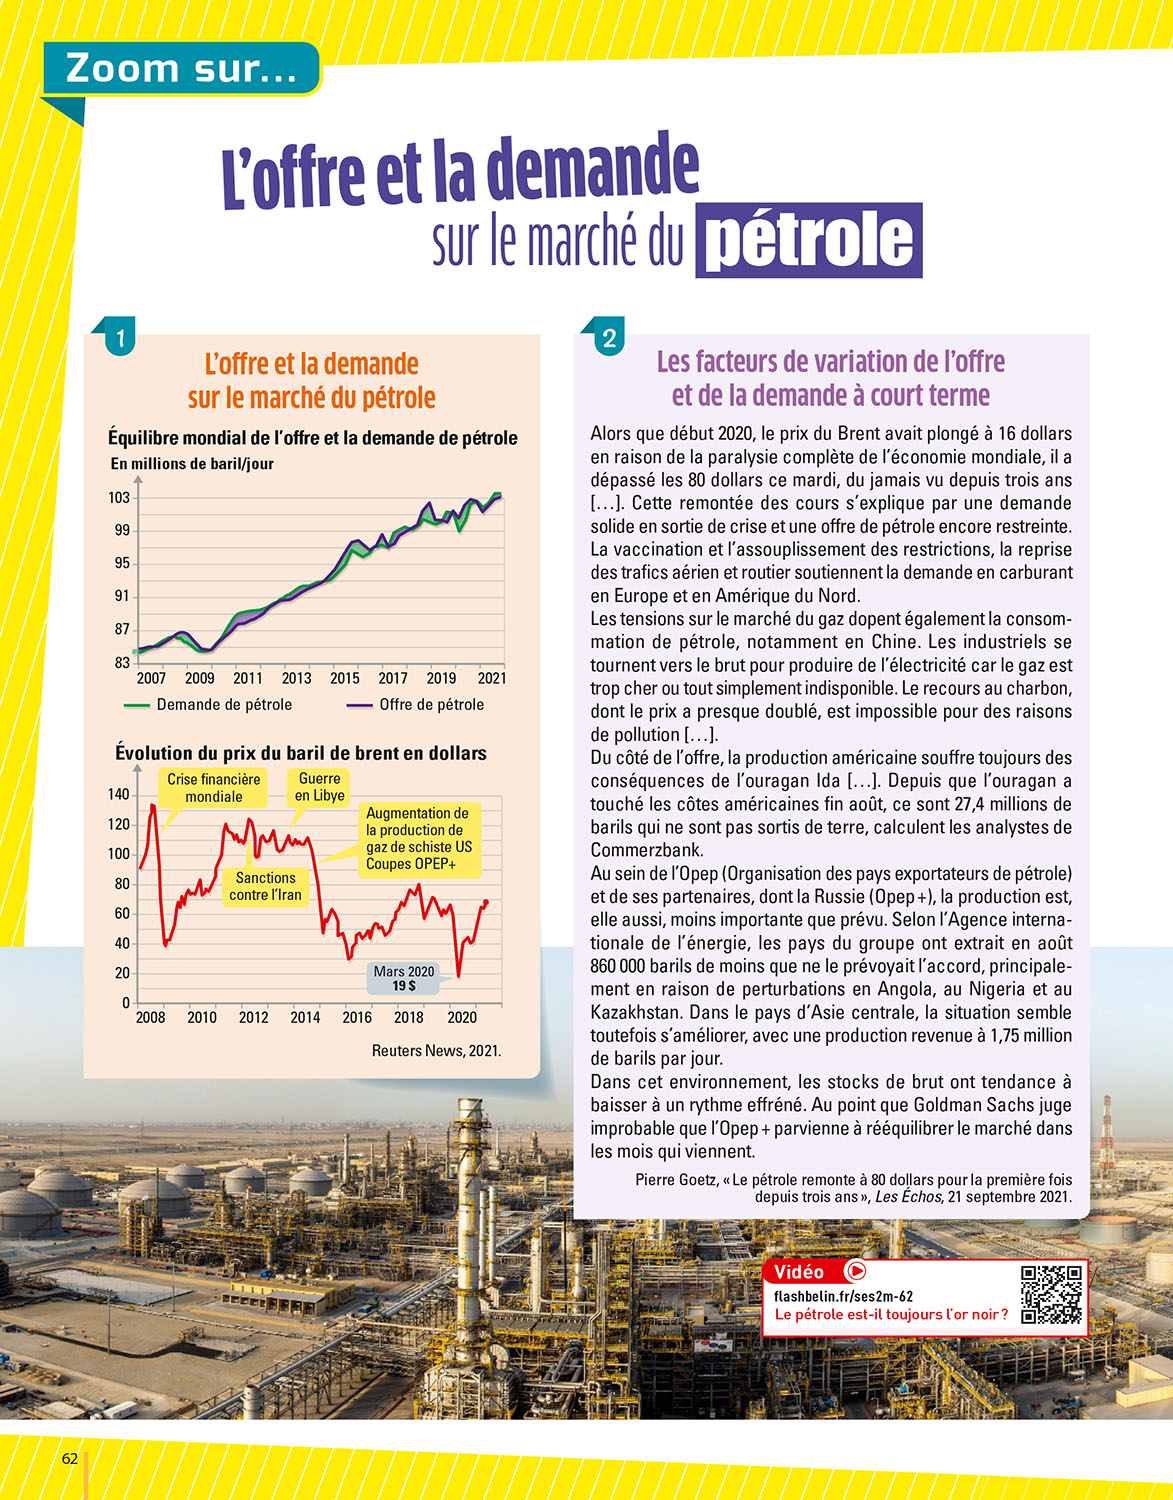 Zoom sur...
L'offre et la demande
sur le marché du pétrole
1
L'offre et la demande
sur le marché du pétrole
Équilibre mondial de l'offre et la demande de pétrole
En millions de baril/jour
103
99
95
91
87
83
2007 2009 2011 2013 2015 2017 2019 2021
Demande de pétrole Offre de pétrole
Évolution du prix du baril de brent en dollars
140
120
100
80
60
40
20
0
Crise financière
mondiale
Guerre
en Libye
Augmentation de
la production de
gaz de schiste US
Coupes OPEP+
Sanctions
contre l'Iran
Mars 2020
19 $
2008 2010 2012 2014 2016 2018 2020
Reuters News, 2021.
2
Les facteurs de variation de l'offre
et de la demande à court terme
Alors que début 2020, le prix du Brent avait plongé à 16 dollars
en raison de la paralysie complète de l'économie mondiale, il a
dépassé les 80 dollars ce mardi, du jamais vu depuis trois ans
[…]. Cette remontée des cours s'explique par une demande
solide en sortie de crise et une offre de pétrole encore restreinte.
La vaccination et l'assouplissement des restrictions, la reprise
des trafics aérien et routier soutiennent la demande en carburant
en Europe et en Amérique du Nord.
Les tensions sur le marché du gaz dopent également la consom-
mation de pétrole, notamment en Chine. Les industriels se
tournent vers le brut pour produire de l'électricité car le gaz est
trop cher ou tout simplement indisponible. Le recours au charbon,
dont le prix a presque doublé, est impossible pour des raisons
de pollution […].
Du côté de l'offre, la production américaine souffre toujours des
conséquences de l'ouragan Ida […]. Depuis que l'ouragan a
touché les côtes américaines fin août, ce sont 27,4 millions de
barils qui ne sont pas sortis de terre, calculent les analystes de
Commerzbank.
Au sein de l'Opep (Organisation des pays exportateurs de pétrole)
et de ses partenaires, dont la Russie (Opep+), la production est,
elle aussi, moins importante que prévu. Selon l'Agence interna-
tionale de l'énergie, les pays du groupe ont extrait en août
860 000 barils de moins que ne le prévoyait l'accord, principale-
ment en raison de perturbations en Angola, au Nigeria et au
Kazakhstan. Dans le pays d'Asie centrale, la situation semble
toutefois s'améliorer, avec une production revenue à 1,75 million
de barils par jour.
Dans cet environnement, les stocks de brut ont tendance à
baisser à un rythme effréné. Au point que Goldman Sachs juge
improbable que l'Opep+ parvienne à rééquilibrer le marché dans
les mois qui viennent.
Pierre Goetz, « Le pétrole remonte à 80 dollars pour la première fois
depuis trois ans », Les Échos, 21 septembre 2021.
Vidéo
flashbelin.fr/ses2m-62
Le pétrole est-il toujours l'or noir ?
62